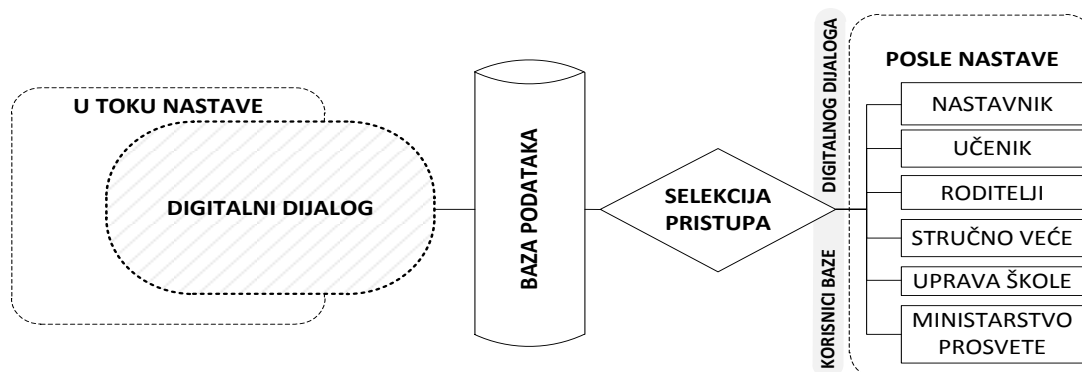 U TOKU NASTAVE
DIGITALNI DIJALOG
BAZA PODATAKA
SELEKCIJA
PRISTUPA
KORISNICI BAZE DIGITALNOG DIJALOGA
POSLE NASTAVE
NASTAVNIK
UČENIK
RODITELJI
STRUČNO VEĆE
UPRAVA ŠKOLE
MINISTARSTVO
PROSVETE